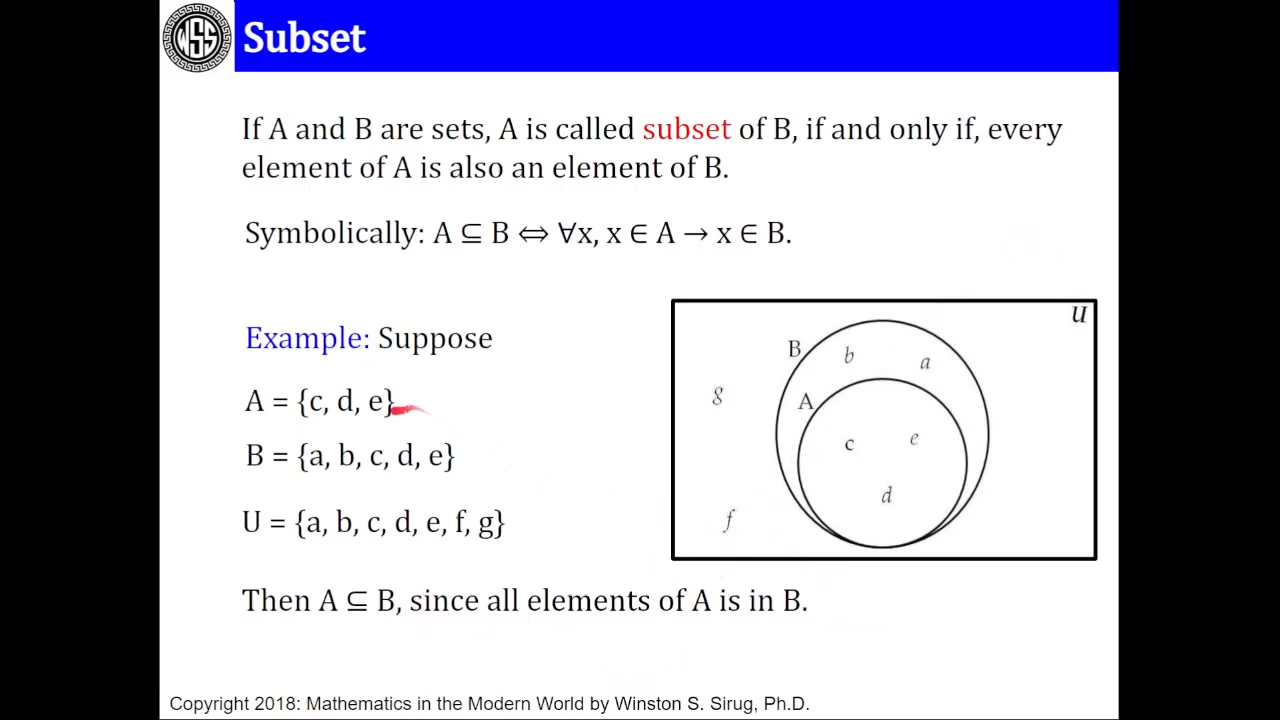 WSS
Subset
If A and B are sets, A is called subset of B, if and only if, every
element of A is also an element of B.
Symbolically: A ⊆ B ⇔ ∀x, x ∈ A → x ∈ B.
Example: Suppose
A = {c, d, e}
B = {a, b, c, d, e}
U = {a, b, c, d, e, f, g}
U
B b a
g A
c e
d
f
Then A ⊆ B, since all elements of A is in B.
Copyright 2018: Mathematics in the Modern World by Winston S. Sirug, Ph.D.